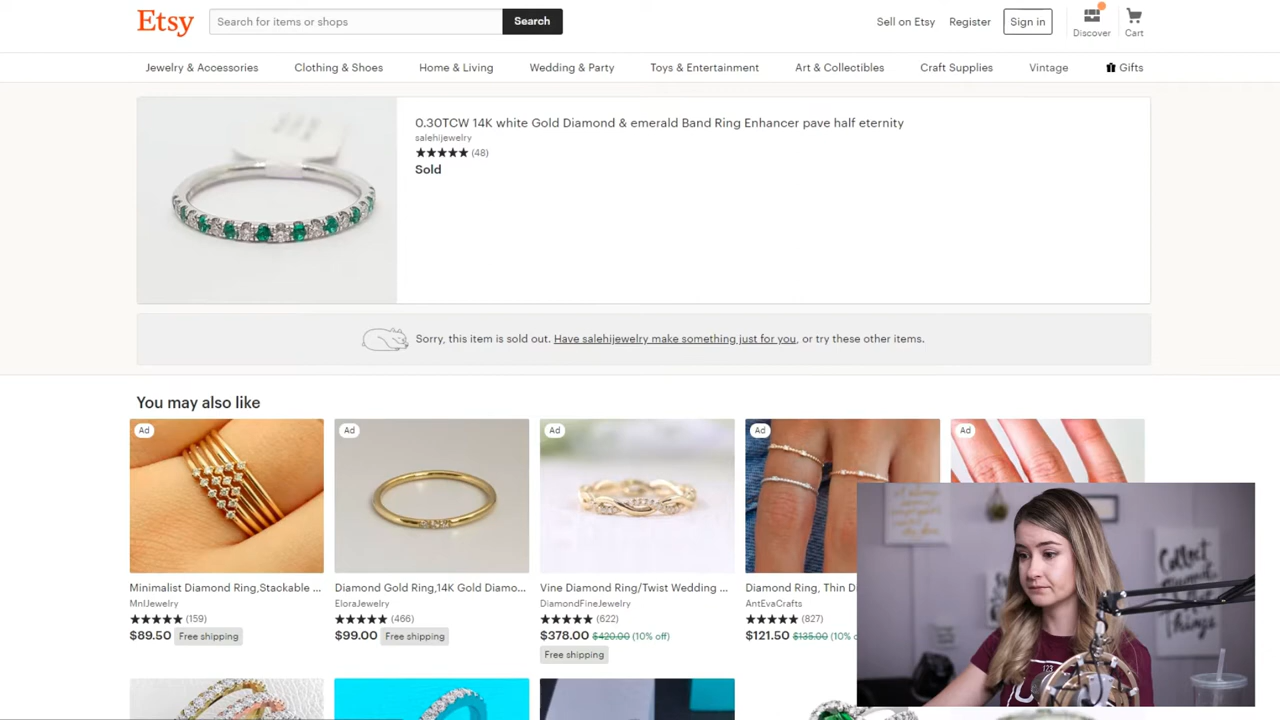 Etsy
Search for items or shops
Search
Sell on Etsy
Register
Sign in
Discover
Cart
Jewelry & Accessories
Clothing & Shoes
Home & Living
Wedding & Party
Toys & Entertainment
Art & Collectibles
Craft Supplies
Vintage
Gifts
0.30TCW 14K white Gold Diamond & emerald Band Ring Enhancer pave half eternity
salehijewelry
★★★★★ (48)
Sold
Sorry, this item is sold out. Have salehijewelry make something just for you, or try these other items.
You may also like
Ad
Ad
Ad
Ad
Ad
Minimalist Diamond Ring,Stackable ...
MnIJewelry
★★★★★ (159)
$89.50 Free shipping
Diamond Gold Ring,14K Gold Diamo...
EloraJewelry
★★★★★ (466)
$99.00 Free shipping
Vine Diamond Ring/Twist Wedding ...
DiamondFineJewelry
★★★★★ (622)
$378.00 $420.00 (10% off)
Free shipping
Diamond Ring, Thin D
AntEvaCrafts
★★★★★ (827)
$121.50 $135.00 (10%
Collect
things